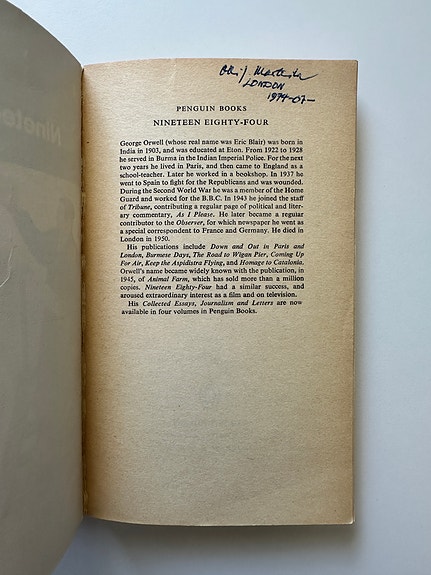 LONDON
1974-07-
PENGUIN BOOKS
NINETEEN EIGHTY-FOUR
George Orwell (whose real name was Eric Blair) was born in
India in 1903, and was educated at Eton. From 1922 to 1928
he served in Burma in the Indian Imperial Police. For the next
two years he lived in Paris, and then came to England as a
school-teacher. Later he worked in a bookshop. In 1937 he
went to Spain to fight for the Republicans and was wounded.
During the Second World War he was a member of the Home
Guard and worked for the B.B.C. In 1943 he joined the staff
of Tribune, contributing a regular page of political and liter-
ary commentary, As I Please. He later became a regular
contributor to the Observer, for which newspaper he went as
a special correspondent to France and Germany. He died in
London in 1950.
His publications include Down and Out in Paris and
London, Burmese Days, The Road to Wigan Pier, Coming Up
For Air, Keep the Aspidistra Flying, and Homage to Catalonia.
Orwell's name became widely known with the publication, in
1945, of Animal Farm, which has sold more than a million
copies. Nineteen Eighty-Four had a similar success, and
aroused extraordinary interest as a film and on television.
His Collected Essays, Journalism and Letters are now
available in four volumes in Penguin Books.